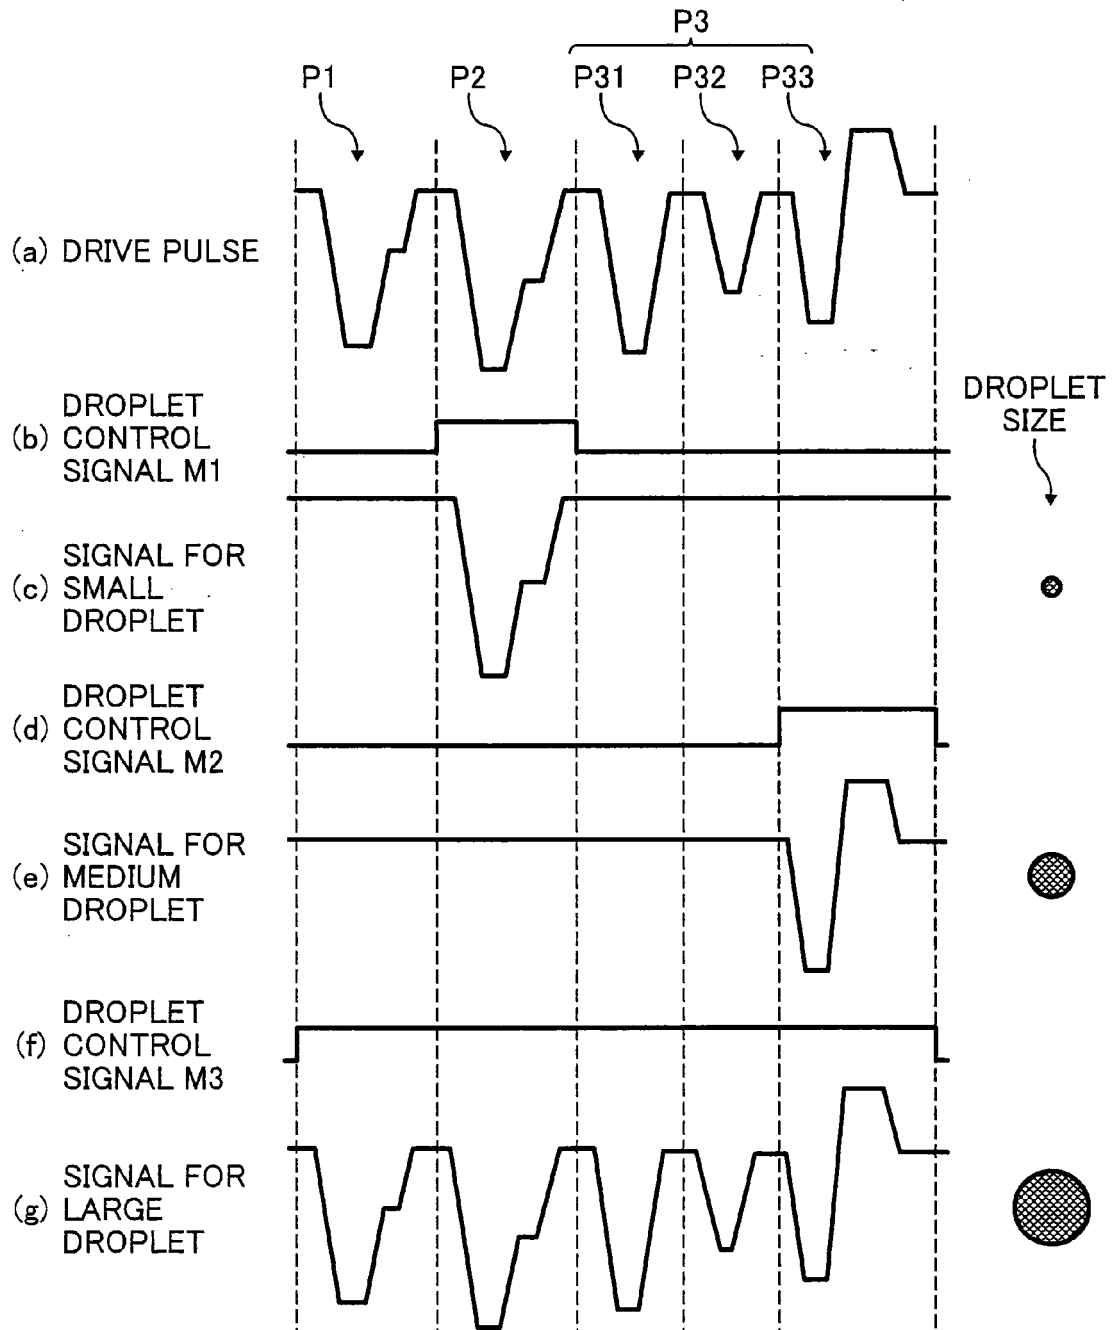 P3
P1
P2
P31
P32
P33
(a) DRIVE PULSE
DROPLET
(b) CONTROL
SIGNAL M1
DROPLET
SIZE
SIGNAL FOR
(c) SMALL
DROPLET
DROPLET
(d) CONTROL
SIGNAL M2
SIGNAL FOR
(e) MEDIUM
DROPLET
DROPLET
(f) CONTROL
SIGNAL M3
SIGNAL FOR
(g) LARGE
DROPLET